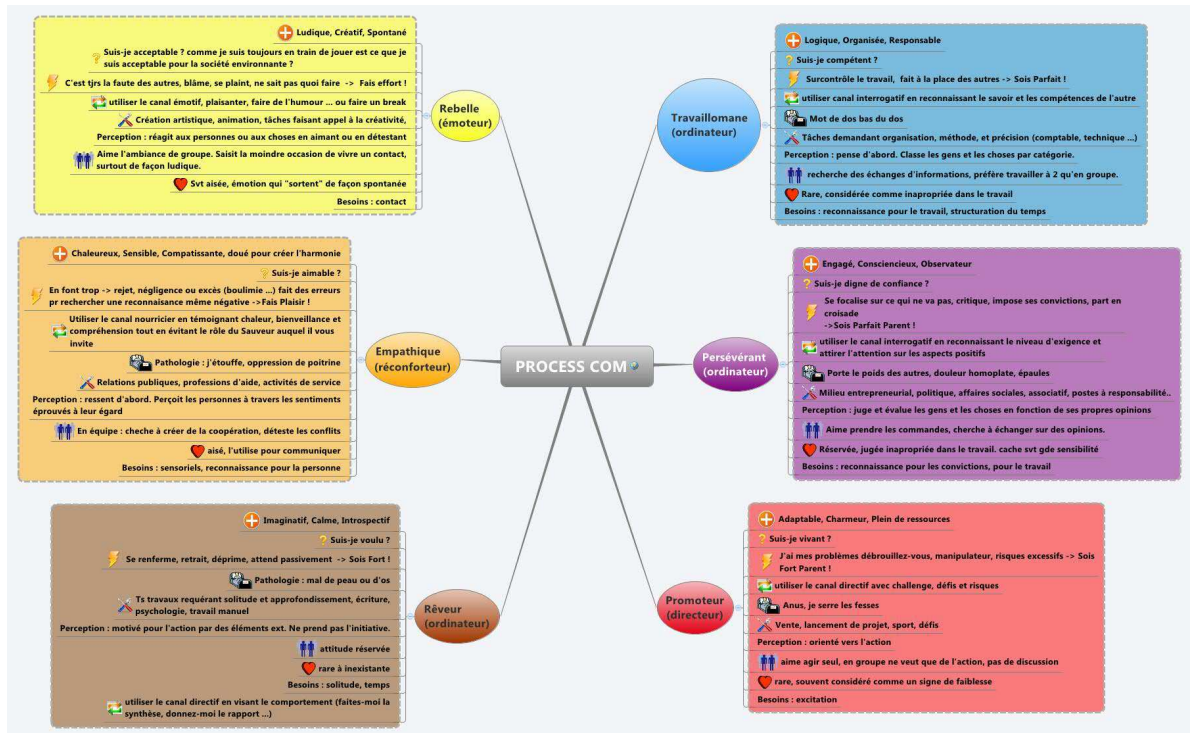 PROCESS COM
Rebelle
(émoteur)
Ludique, Créatif, Spontané
Suis-je acceptable ? comme je suis toujours en train de jouer est ce que je
suis acceptable pour la société environnante ?
C'est tjrs la faute des autres, blâme, se plaint, ne sait pas quoi faire -> Fais effort !
utiliser le canal émotif, plaisanter, faire de l'humour ... ou faire un break
Création artistique, animation, tâches faisant appel à la créativité,
Perception : réagit aux personnes ou aux choses en aimant ou en détestant
Aime l'ambiance de groupe. Saisit la moindre occasion de vivre un contact,
surtout de façon ludique.
Svt aisée, émotion qui "sortent" de façon spontanée
Besoins : contact
Empathique
(réconforteur)
Chaleureux, Sensible, Compatissante, doué pour créer l'harmonie
Suis-je aimable ?
En font trop -> rejet, négligence ou excès (boulimie ...) fait des erreurs
pr rechercher une reconaisance même négative ->Fais Plaisir !
Utiliser le canal nourricier en témoignant chaleur, bienveillance et
compréhension tout en évitant le rôle du Sauveur auquel il vous
invite
Pathologie : j'étouffe, oppression de poitrine
Relations publiques, professions d'aide, activités de service
Perception : ressent d'abord. Perçoit les personnes à travers les sentiments
éprouvés à leur égard
En équipe : cheche à créer de la coopération, déteste les conflits
aisé, l'utilise pour communiquer
Besoins : sensoriels, reconnaissance pour la personne
Rêveur
(ordinateur)
Imaginatif, Calme, Introspectif
Suis-je voulu ?
Se renferme, retrait, déprime, attend passivement -> Sois Fort !
Pathologie : mal de peau ou d'os
Ts travaux requérant solitude et approfondissement, écriture,
psychologie, travail manuel
Perception : motivé pour l'action par des éléments ext. Ne prend pas l'initiative.
attitude réservée
rare à inexistante
Besoins : solitude, temps
utiliser le canal directif en visant le comportement (faites-moi la
synthèse, donnez-moi le rapport ...)
Travaillomane
(ordinateur)
Logique, Organisée, Responsable
Suis-je compétent ?
Surcontrôle le travail, fait à la place des autres -> Sois Parfait !
utiliser canal interrogatif en reconnaissant le savoir et les compétences de l'autre
Mot de dos bas du dos
Tâches demandant organisation, méthode, et précision (comptable, technique ...)
Perception : pense d'abord. Classe les gens et les choses par catégorie.
recherche des échanges d'informations, préfère travailler à 2 qu'en groupe.
Rare, considérée comme inapropriée dans le travail
Besoins : reconnaissance pour le travail, structuration du temps
Persévérant
(ordinateur)
Engagé, Consciencieux, Observateur
Suis-je digne de confiance ?
Se focalise sur ce qui ne va pas, critique, impose ses convictions, part en
croisade
->Sois Parfait Parent !
utiliser le canal interrogatif en reconnaissant le niveau d'exigence et
attirer l'attention sur les aspects positifs
Porte le poids des autres, douleur homoplate, épaules
Milieu entrepreneurial, politique, affaires sociales, associatif, postes à responsabilité..
Perception : juge et évalue les gens et les choses en fonction de ses propres opinions
Aime prendre les commandes, cherche à échanger sur des opinions.
Réservée, jugée inapropriée dans le travail. cache svt gde sensibilité
Besoins : reconnaissance pour les convictions, pour le travail
Promoteur
(directeur)
Adaptable, Charmeur, Plein de ressources
Suis-je vivant ?
J'ai mes problèmes débrouillez-vous, manipulateur, risques excessifs -> Sois
Fort Parent !
utiliser le canal directif avec challenge, défis et risques
Anus, je serre les fesses
Vente, lancement de projet, sport, défis
Perception : orienté vers l'action
aime agir seul, en groupe ne veut que de l'action, pas de discussion
rare, souvent considéré comme un signe de faiblesse
Besoins : excitation